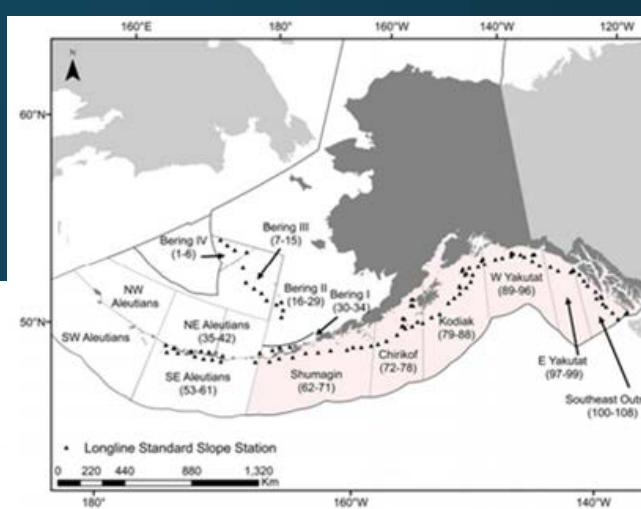 160°E 180° 160°W 140°W 120°W
N
60°N
50°N
Bering IV
(1-6)
Bering III
(7-15)
Bering II
(16-29)
Bering I
(30-34)
NW
Aleutians
SW Aleutians
NE Aleutians
(35-42)
SE Aleutians
(53-61)
Shumagin
(62-71)
Chirikof
(72-78)
Kodiak
(79-88)
W Yakutat
(89-96)
E Yakutat
(97-99)
Southeast Outs
(100-108)
Longline Standard Slope Station
0 220 440 880 1,320
Km
180° 160°W 140°W